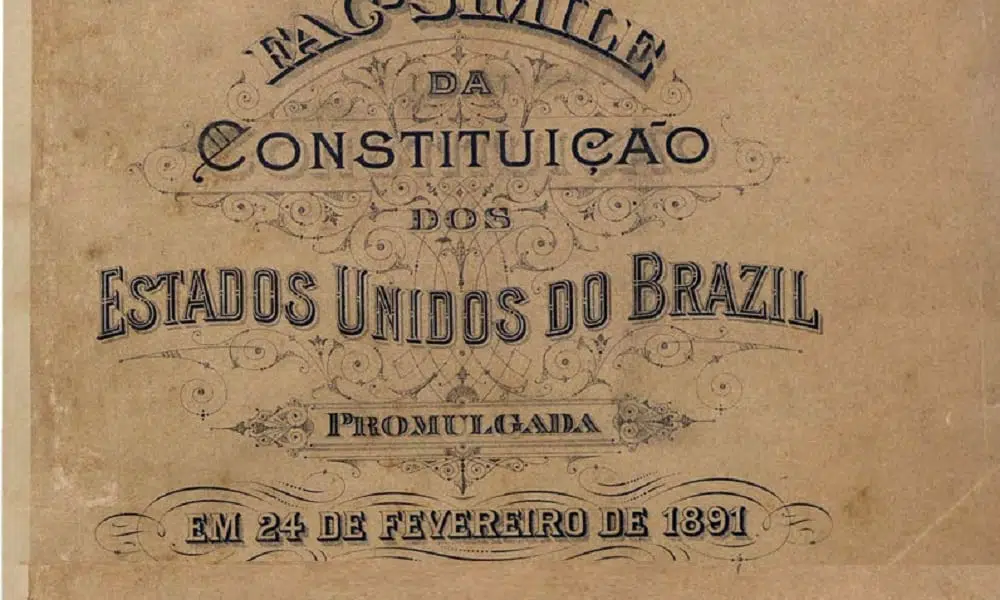 FAC-SIMILE
DA
CONSTITUIÇÃO
DOS
ESTADOS UNIDOS DO BRAZIL
PROMULGADA
EM 24 DE FEVEREIRO DE 1891